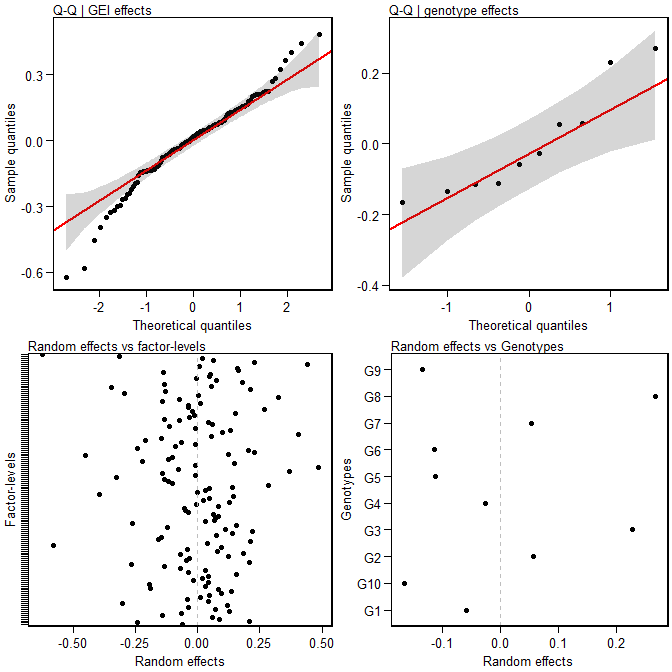 Q-Q | GEI effects
Sample quantiles
0.3
0.0
-0.3
-0.6
-2
-1
0
1
2
Theoretical quantiles
Q-Q | genotype effects
Sample quantiles
0.2
0.0
-0.2
-0.4
-1
0
1
Theoretical quantiles
Random effects vs factor-levels
Factor-levels
-0.50
-0.25
0.00
0.25
0.50
Random effects
Random effects vs Genotypes
Genotypes
G9
G8
G7
G6
G5
G4
G3
G2
G10
G1
-0.1
0.0
0.1
0.2
Random effects